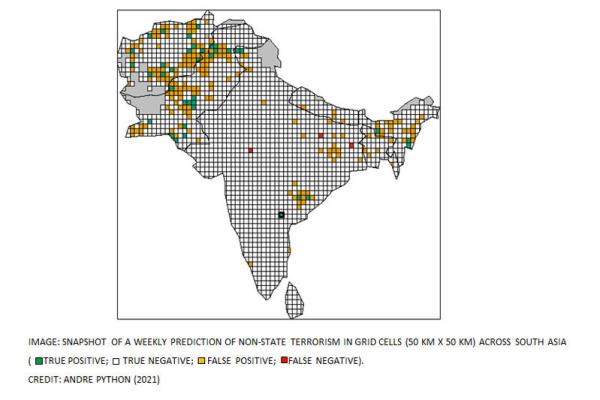 IMAGE: SNAPSHOT OF A WEEKLY PREDICTION OF NON-STATE TERRORISM IN GRID CELLS (50 KM X 50 KM) ACROSS SOUTH ASIA
( TRUE POSITIVE; TRUE NEGATIVE; FALSE POSITIVE; FALSE NEGATIVE).
CREDIT: ANDRE PYTHON (2021)